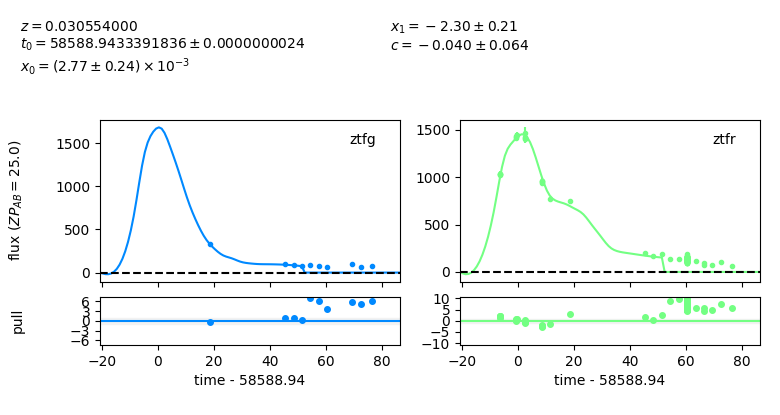 z = 0.030554000
t₀ = 58588.9433391836 ± 0.0000000024
x₀ = (2.77 ± 0.24) × 10⁻³
x₁ = −2.30 ± 0.21
c = −0.040 ± 0.064
flux (ZP_AB = 25.0)
1500
1000
500
0
ztfg
1500
1000
500
0
ztfr
pull
6
3
0
−3
−6
−20 0 20 40 60 80
time - 58588.94
10
5
0
−5
−10
−20 0 20 40 60 80
time - 58588.94